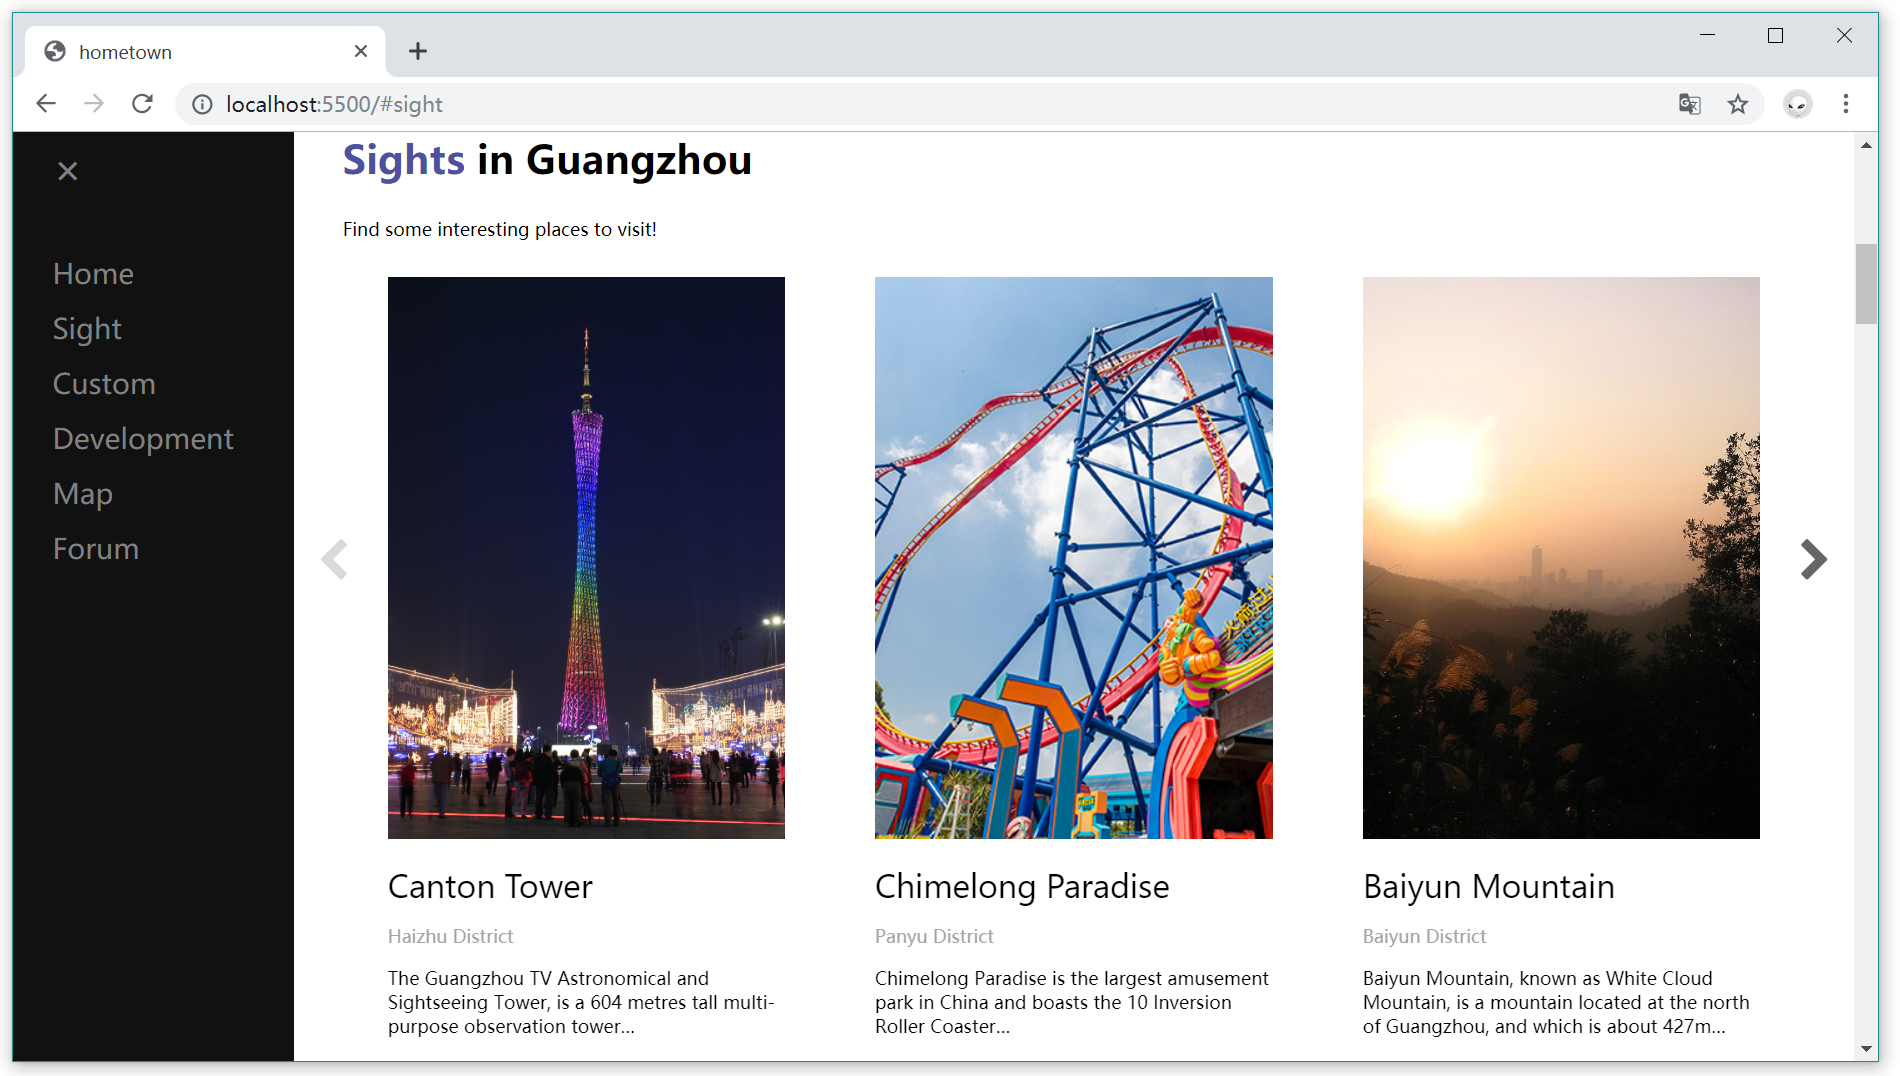 hometown
localhost:5500/#sight
Sights in Guangzhou
Find some interesting places to visit!
Home
Sight
Custom
Development
Map
Forum
Canton Tower
Haizhu District
The Guangzhou TV Astronomical and
Sightseeing Tower, is a 604 metres tall multi-
purpose observation tower...
Chimelong Paradise
Panyu District
Chimelong Paradise is the largest amusement
park in China and boasts the 10 Inversion
Roller Coaster...
Baiyun Mountain
Baiyun District
Baiyun Mountain, known as White Cloud
Mountain, is a mountain located at the north
of Guangzhou, and which is about 427m...